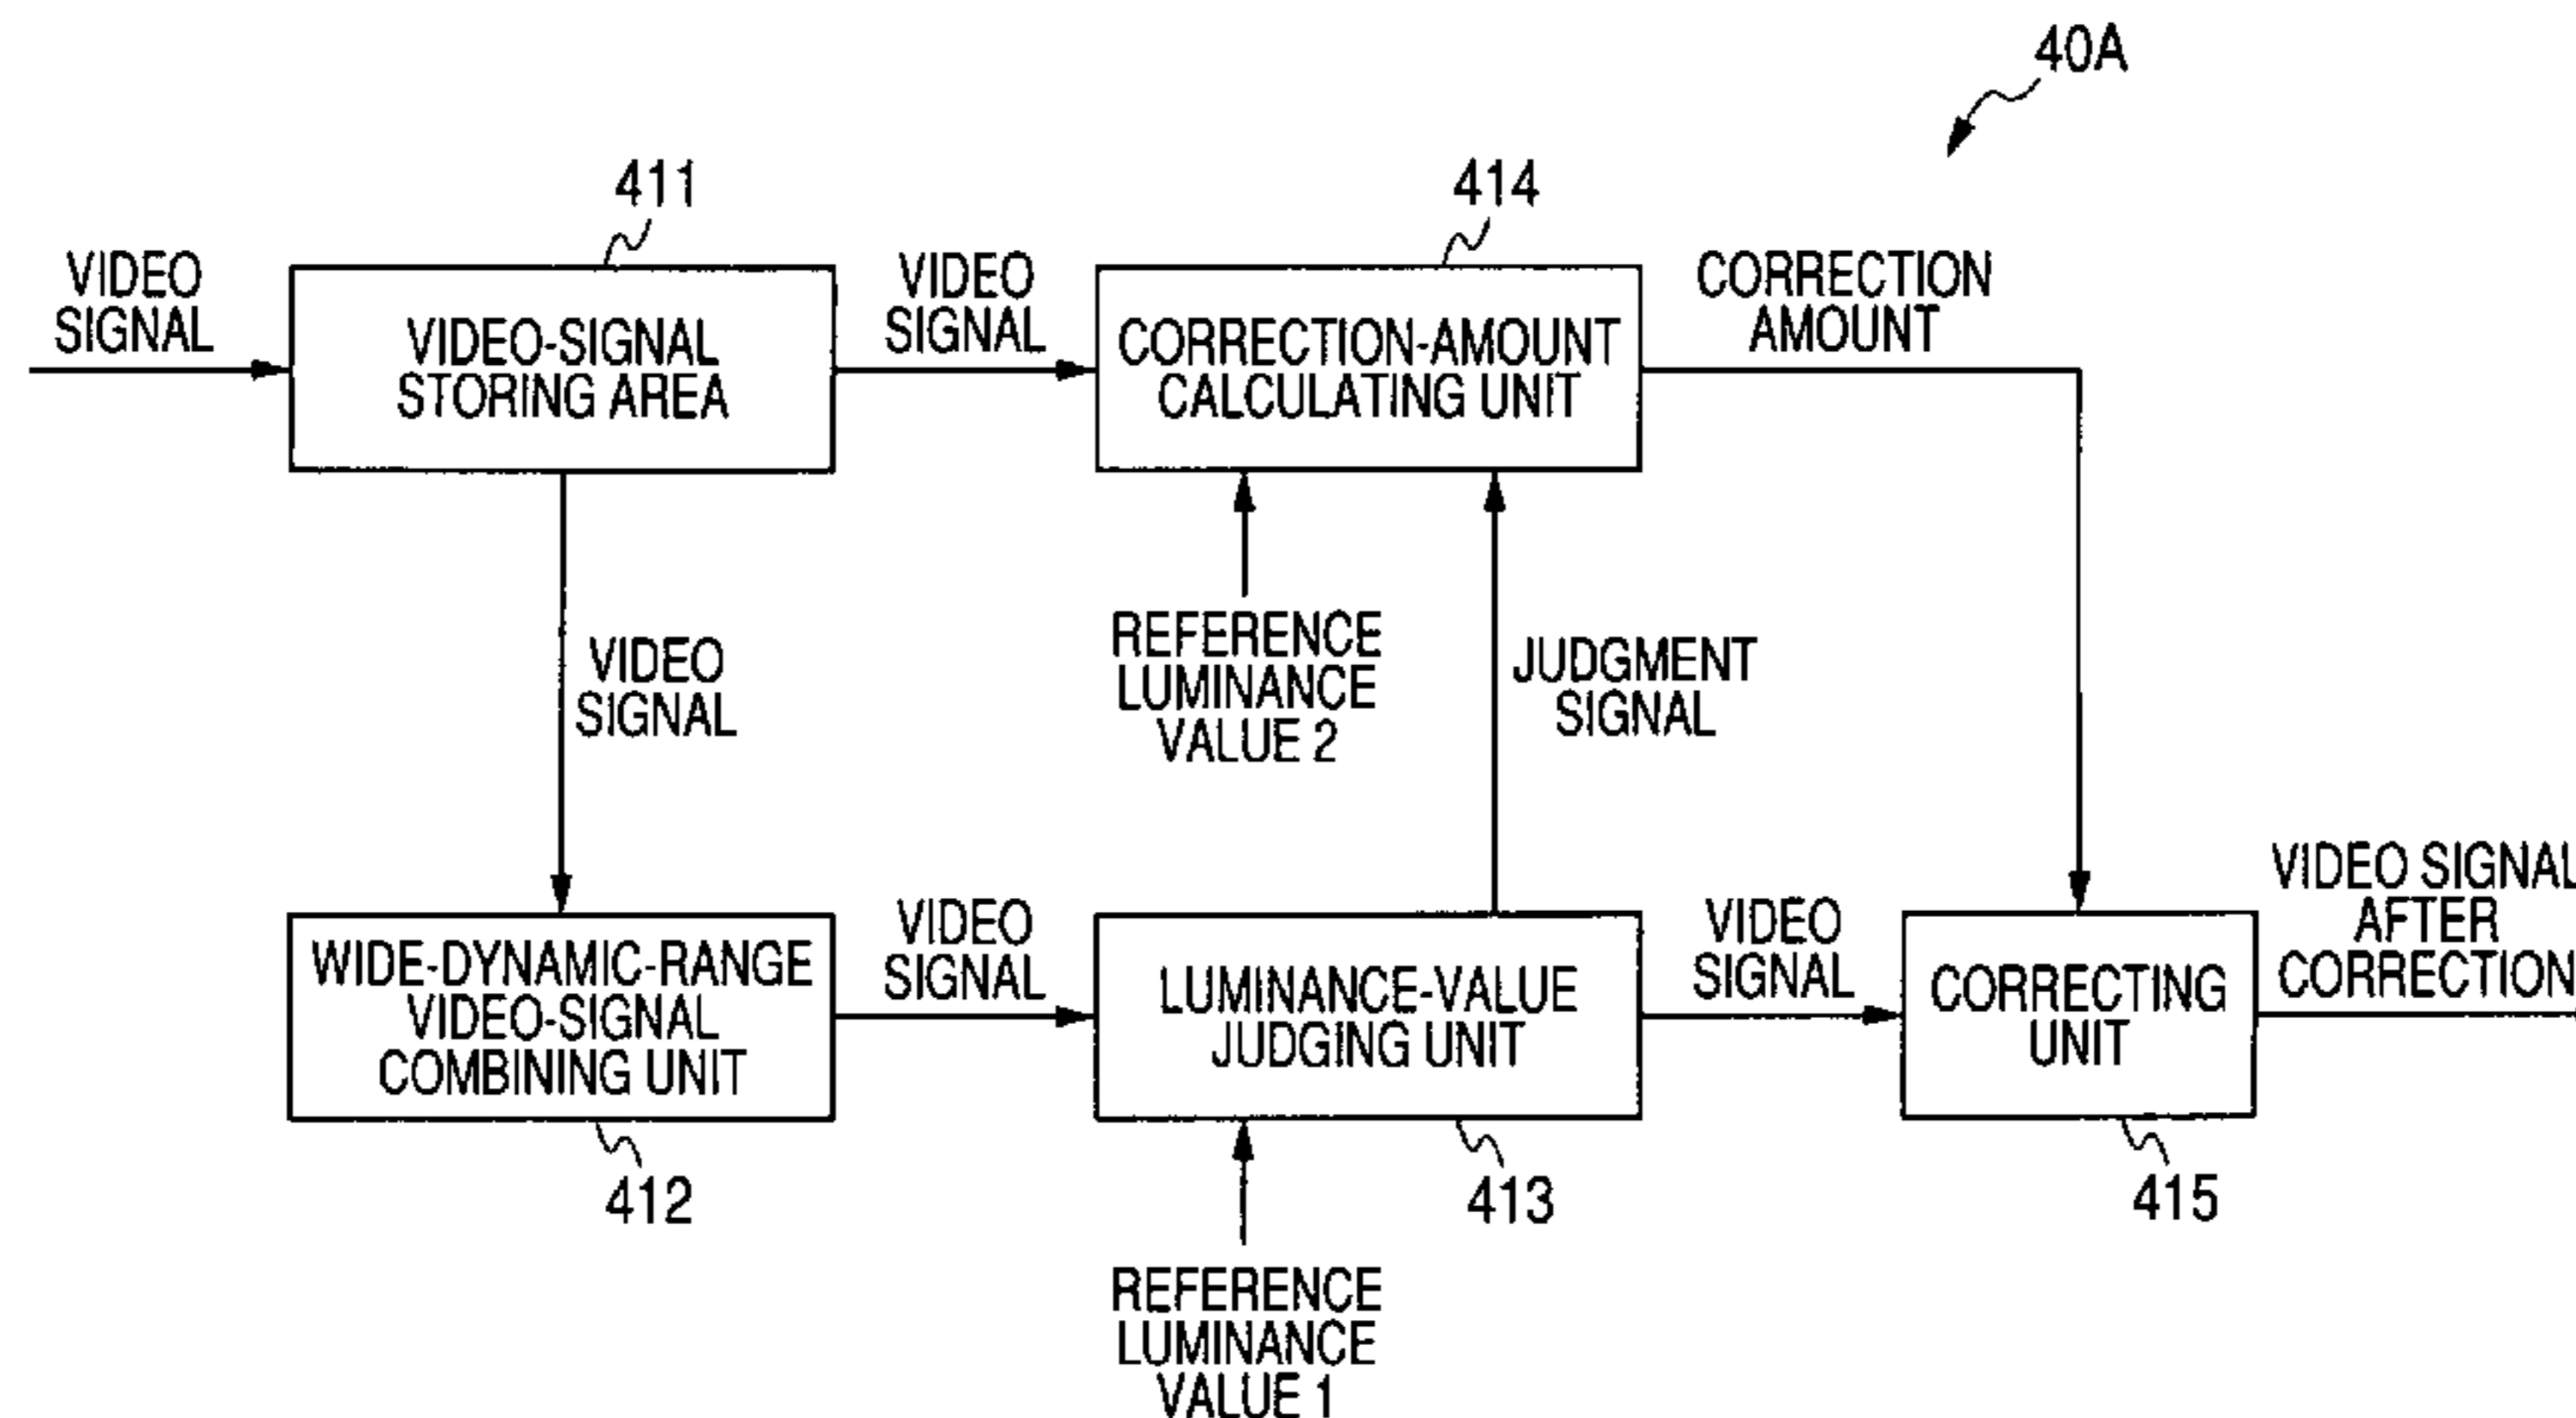 40A
411
414
VIDEO
SIGNAL
VIDEO-SIGNAL
STORING AREA
VIDEO
SIGNAL
CORRECTION-AMOUNT
CALCULATING UNIT
CORRECTION
AMOUNT
VIDEO
SIGNAL
REFERENCE
LUMINANCE
VALUE 2
JUDGMENT
SIGNAL
WIDE-DYNAMIC-RANGE
VIDEO-SIGNAL
COMBINING UNIT
VIDEO
SIGNAL
LUMINANCE-VALUE
JUDGING UNIT
VIDEO
SIGNAL
CORRECTING
UNIT
VIDEO SIGNAL
AFTER
CORRECTION
412
413
415
REFERENCE
LUMINANCE
VALUE 1